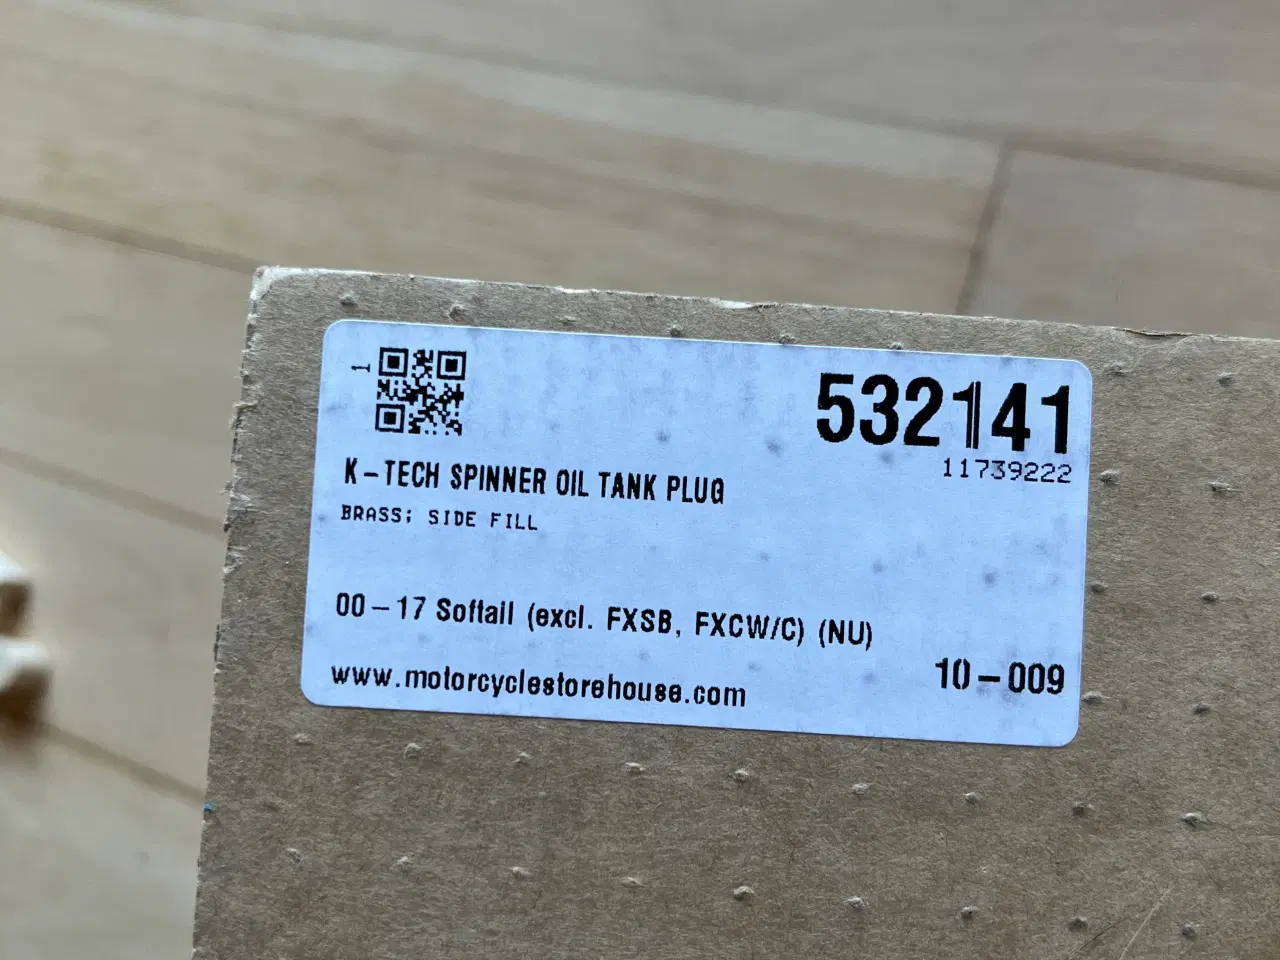 1
532141
11739222
K-TECH SPINNER OIL TANK PLUG
BRASS; SIDE FILL
00-17 Softail (excl. FXSB, FXCW/C) (NU)
10-009
www.motorcyclestorehouse.com